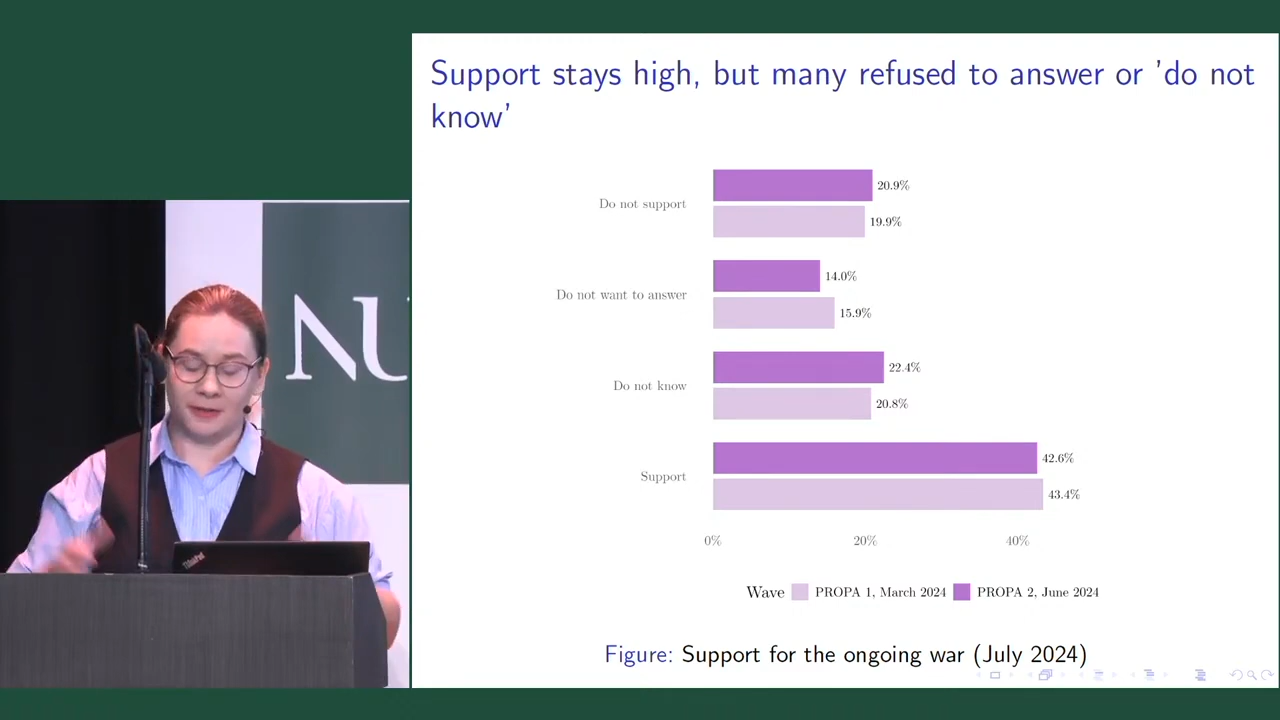 Support stays high, but many refused to answer or 'do not
know'
Do not support
20.9%
19.9%
Do not want to answer
14.0%
15.9%
Do not know
22.4%
20.8%
Support
42.6%
43.4%
0% 20% 40%
Wave PROPA 1, March 2024 PROPA 2, June 2024
Figure: Support for the ongoing war (July 2024)
NU
ThinkPad